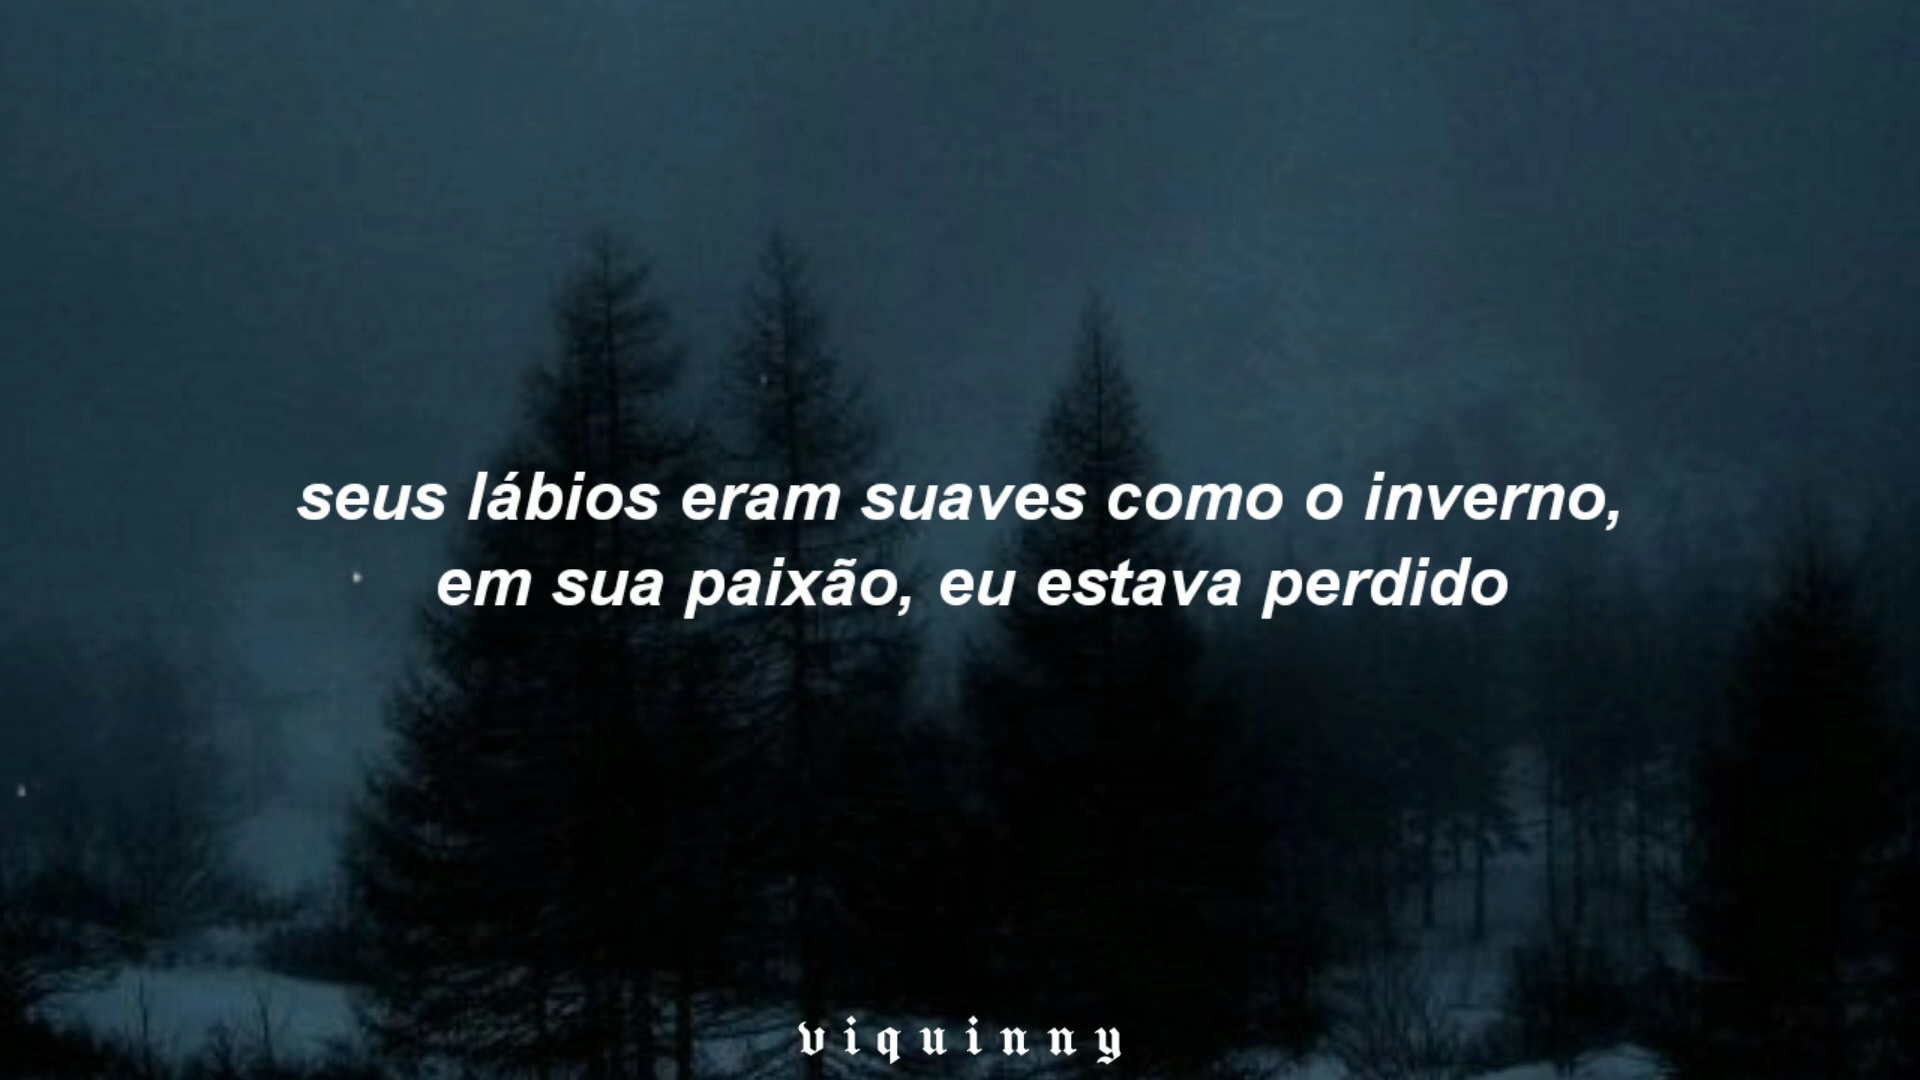 seus lábios eram suaves como o inverno,
em sua paixão, eu estava perdido
viquinny